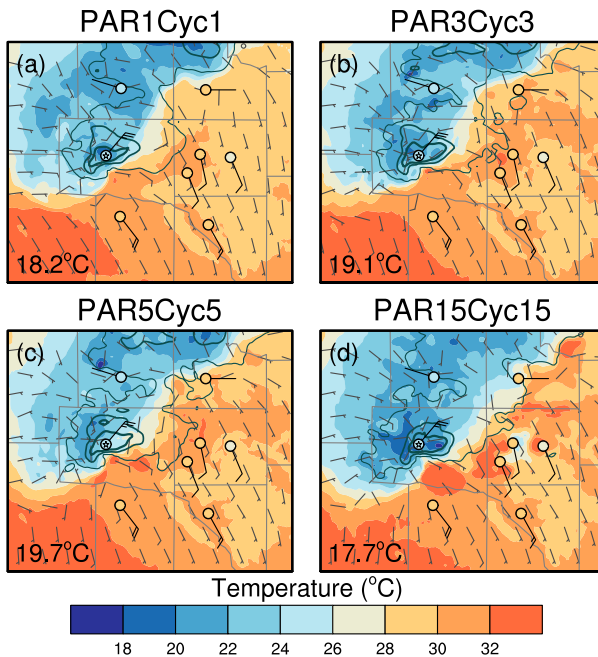 PAR1Cyc1 PAR3Cyc3
(a) (b)
18.2°C 19.1°C
PAR5Cyc5 PAR15Cyc15
(c) (d)
19.7°C 17.7°C
Temperature (°C)
18 20 22 24 26 28 30 32